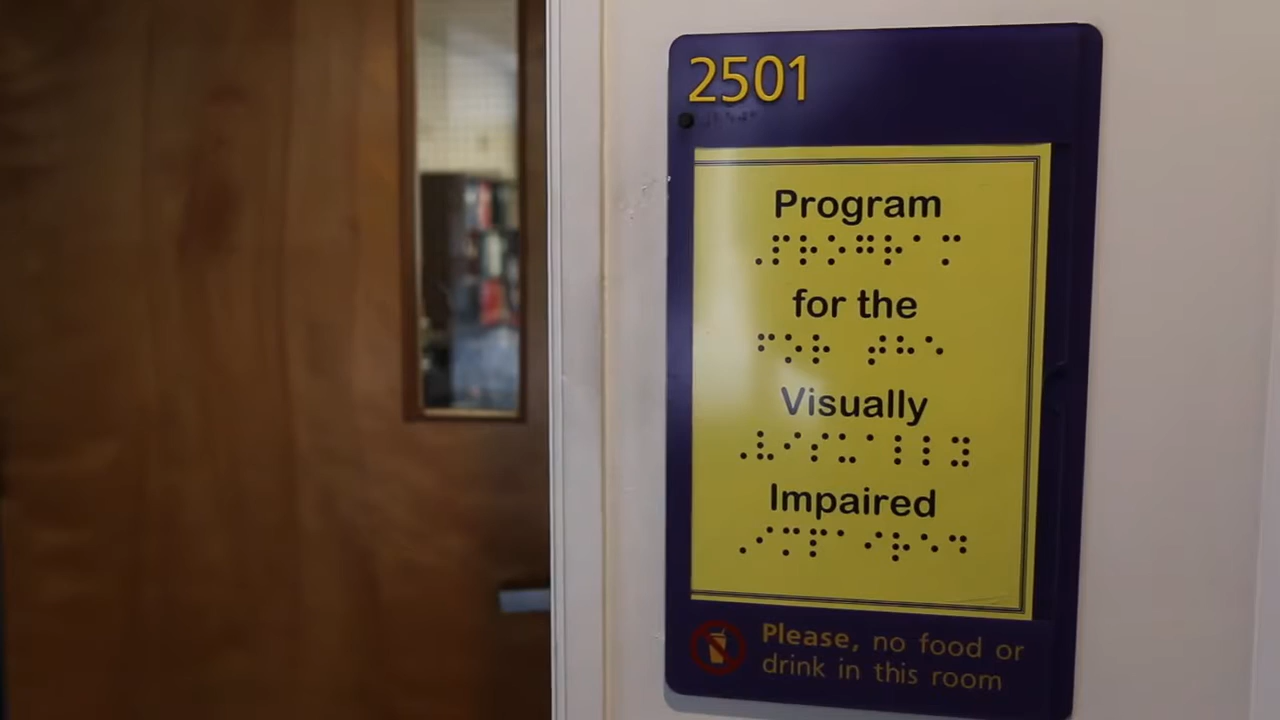 2501
Program
⠠⠏⠗⠕⠛⠗⠁⠍
for the
⠋⠕⠗ ⠞⠓⠑
Visually
⠠⠧⠊⠎⠥⠁⠇⠇⠽
Impaired
⠠⠊⠍⠏⠁⠊⠗⠑⠙
Please, no food or
drink in this room